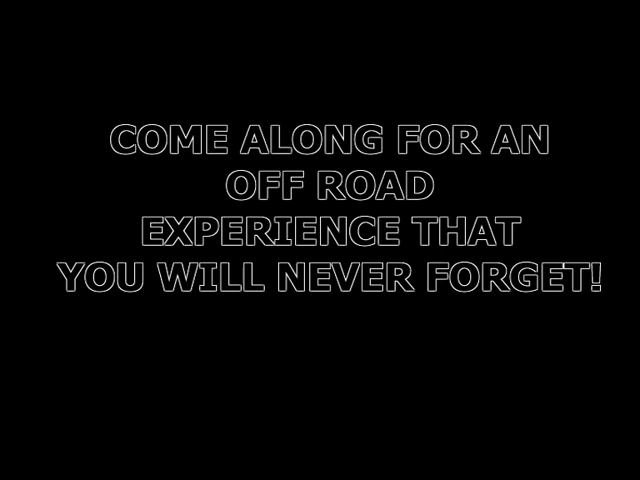 COME ALONG FOR AN
OFF ROAD
EXPERIENCE THAT
YOU WILL NEVER FORGET!